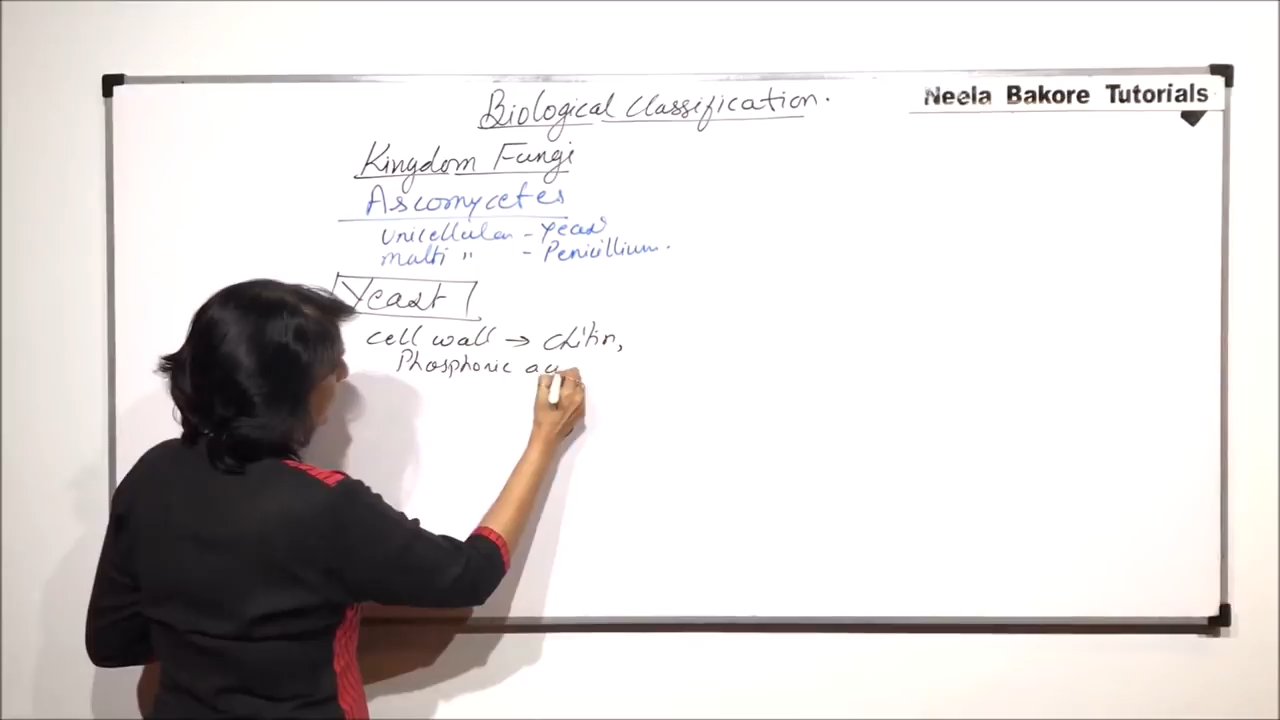 Biological Classification.
Neela Bakore Tutorials
Kingdom Fungi
Ascomycetes
Unicellular - Yeast
multi " - Penicillium.
Yeast
cell wall → chitin,
Phosphoric